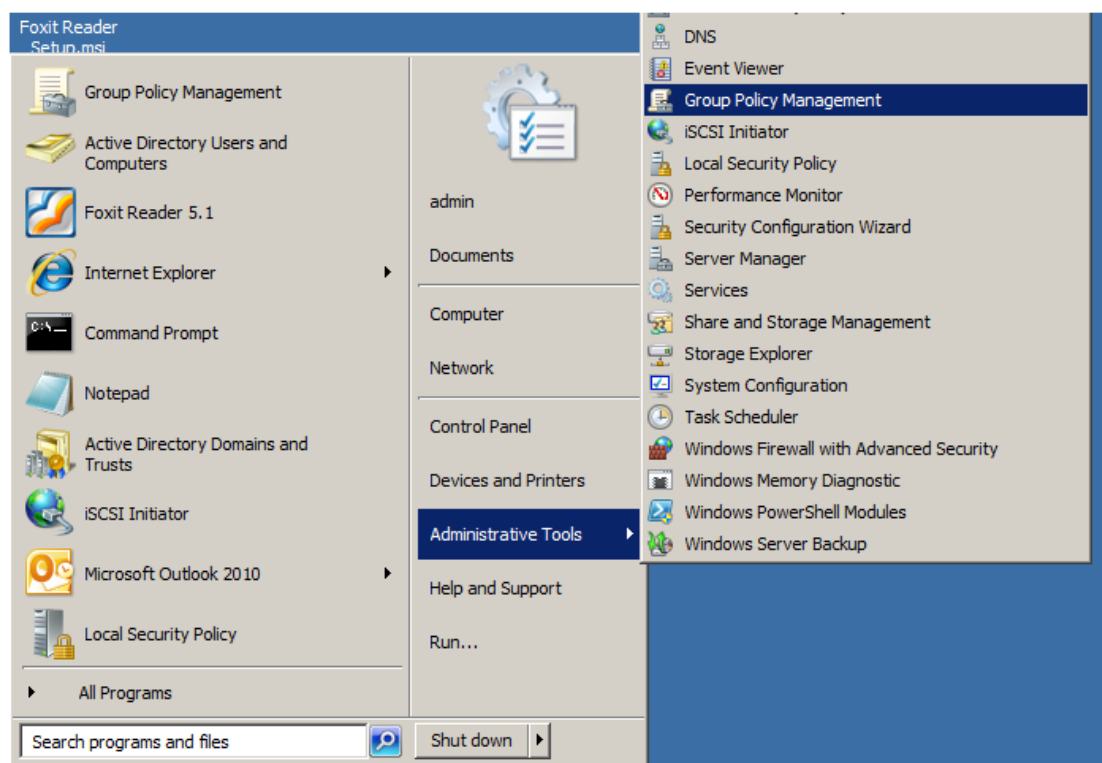 Foxit Reader
Setup.msi
Group Policy Management
Active Directory Users and
Computers
Foxit Reader 5.1
Internet Explorer
C:\
Command Prompt
Notepad
Active Directory Domains and
Trusts
iSCSI Initiator
Microsoft Outlook 2010
Local Security Policy
All Programs
Search programs and files
admin
Documents
Computer
Network
Control Panel
Devices and Printers
Administrative Tools
Help and Support
Run...
Shut down
DNS
Event Viewer
Group Policy Management
iSCSI Initiator
Local Security Policy
Performance Monitor
Security Configuration Wizard
Server Manager
Services
Share and Storage Management
Storage Explorer
System Configuration
Task Scheduler
Windows Firewall with Advanced Security
Windows Memory Diagnostic
Windows PowerShell Modules
Windows Server Backup